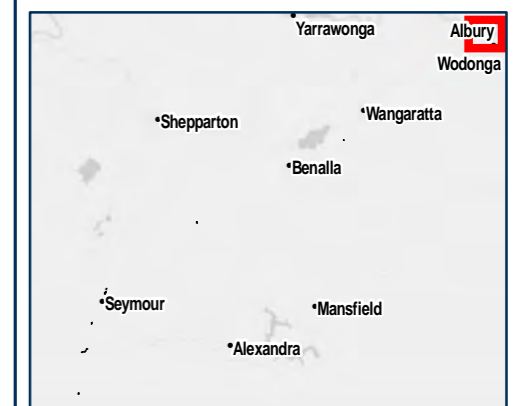 Yarrawonga
Albury
Wodonga
Shepparton
Wangaratta
Benalla
Seymour
Mansfield
Alexandra